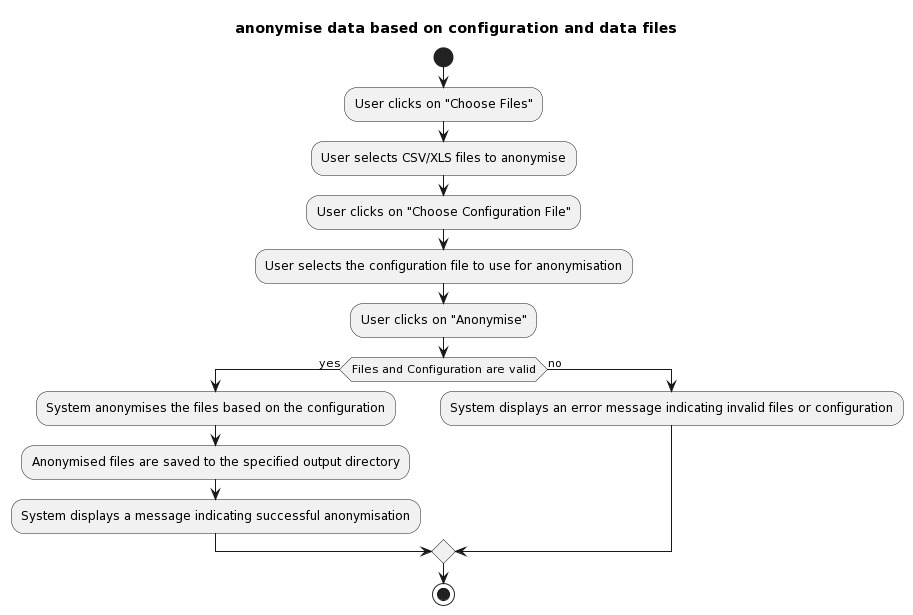 anonymise data based on configuration and data files
User clicks on "Choose Files"
User selects CSV/XLS files to anonymise
User clicks on "Choose Configuration File"
User selects the configuration file to use for anonymisation
User clicks on "Anonymise"
yes
Files and Configuration are valid
no
System anonymises the files based on the configuration
System displays an error message indicating invalid files or configuration
Anonymised files are saved to the specified output directory
System displays a message indicating successful anonymisation